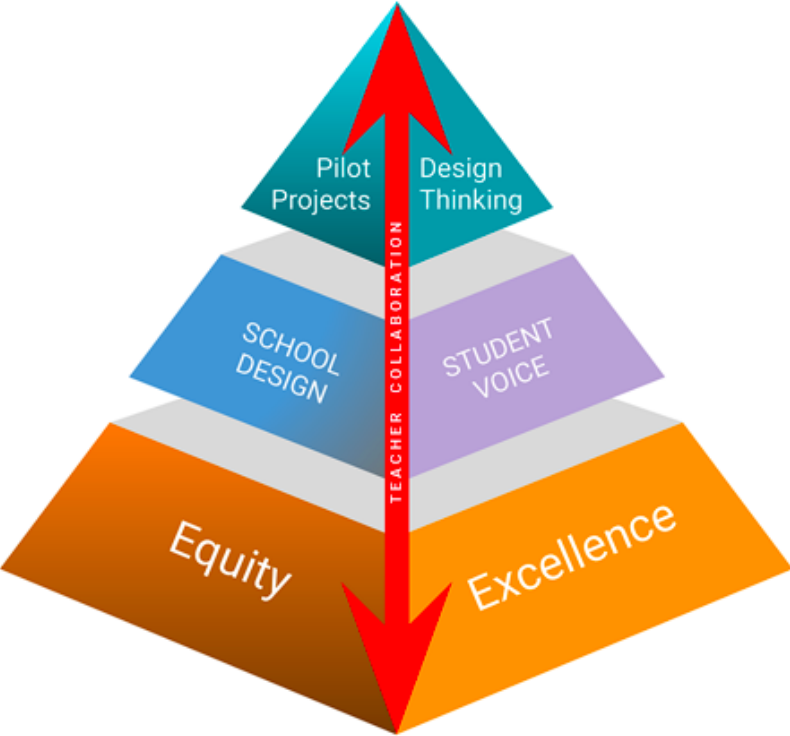 Pilot
Projects
Design
Thinking
TEACHER COLLABORATION
SCHOOL
DESIGN
STUDENT
VOICE
Equity
Excellence